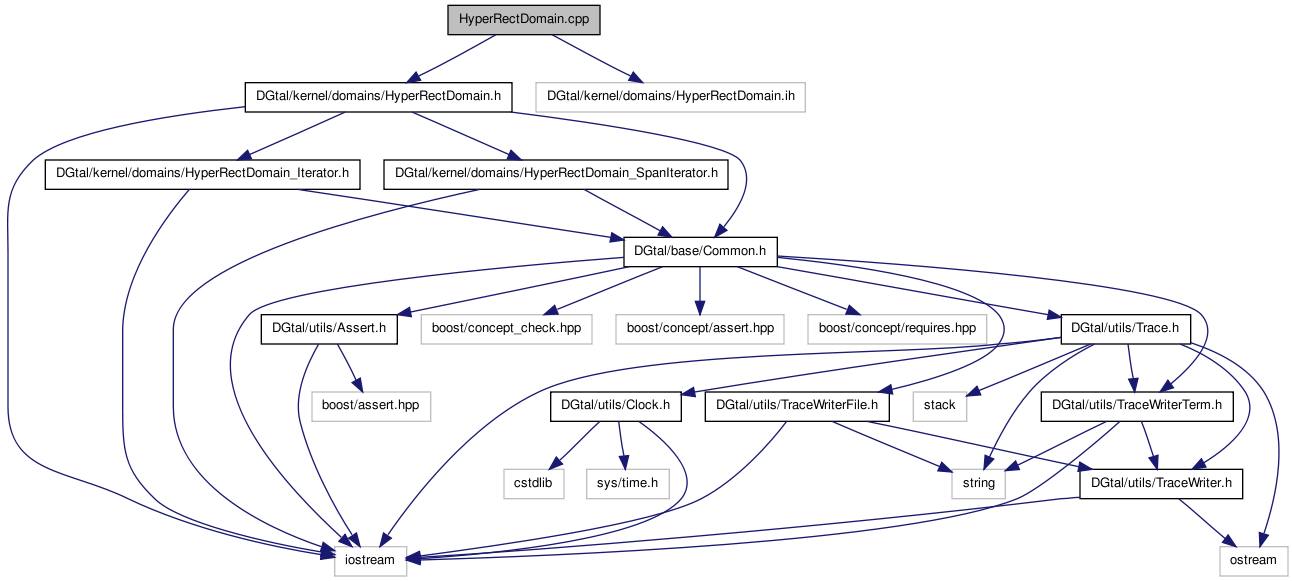 HyperRectDomain.cpp
DGtal/kernel/domains/HyperRectDomain.h
DGtal/kernel/domains/HyperRectDomain.ih
DGtal/kernel/domains/HyperRectDomain_Iterator.h
DGtal/kernel/domains/HyperRectDomain_SpanIterator.h
DGtal/base/Common.h
DGtal/utils/Assert.h
boost/concept_check.hpp
boost/concept/assert.hpp
boost/concept/requires.hpp
DGtal/utils/Trace.h
boost/assert.hpp
DGtal/utils/Clock.h
DGtal/utils/TraceWriterFile.h
stack
DGtal/utils/TraceWriterTerm.h
cstdlib
sys/time.h
string
DGtal/utils/TraceWriter.h
iostream
ostream